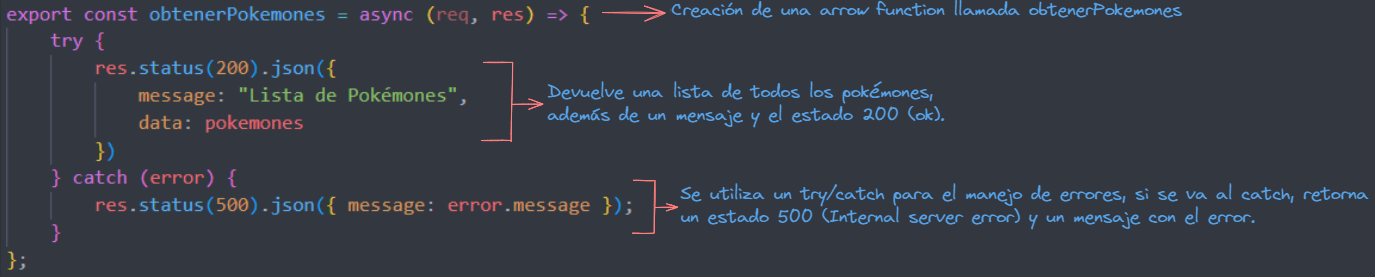 export const obtenerPokemones = async (req, res) => {
Creación de una arrow function llamada obtenerPokemones
try {
res.status(200).json({
message: "Lista de Pokémones",
data: pokemones
})
Devuelve una lista de todos los pokémones,
además de un mensaje y el estado 200 (ok).
} catch (error) {
res.status(500).json({ message: error.message });
}
};
Se utiliza un try/catch para el manejo de errores, si se va al catch, retorna
un estado 500 (Internal server error) y un mensaje con el error.